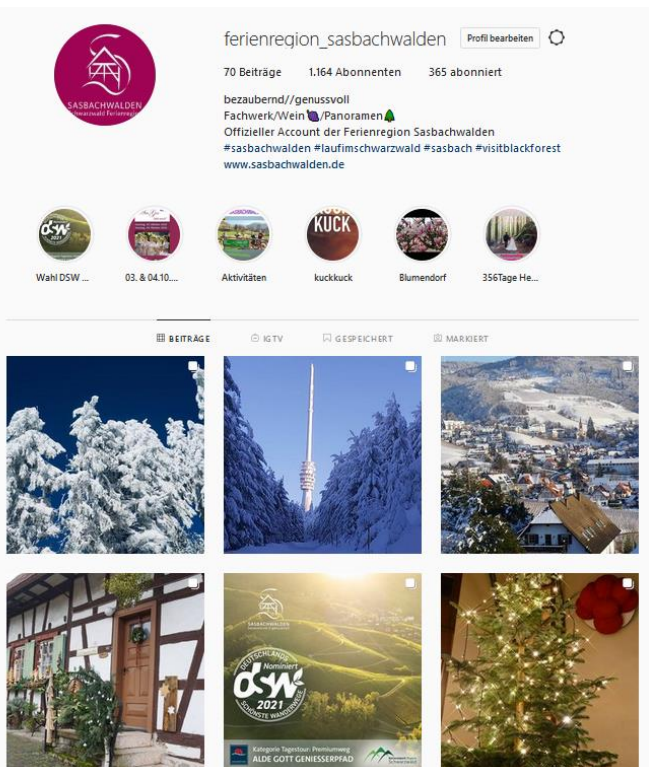 SASBACHWALDEN
Schwarzwald Ferienregion
ferienregion_sasbachwalden
Profil bearbeiten
70 Beiträge 1.164 Abonnenten 365 abonniert
bezaubernd//genussvoll
Fachwerk/Wein🍇/Panoramen🌲
Offizieller Account der Ferienregion Sasbachwalden
#sasbachwalden #laufimschwarzwald #sasbach #visitblackforest
www.sasbachwalden.de
dsw
2021
KUCK
Wahl DSW ... 03. & 04.10.... Aktivitäten kuckkuck Blumendorf 356Tage He...
BEITRÄGE IGTV GESPEICHERT MARKIERT
SASBACHWALDEN
DEUTSCHLANDS
Nominiert
dsw
2021
SCHÖNSTE WANDERWEGE
Kategorie Tagestour: Premiumweg
ALDE GOTT GENIESSERPFAD